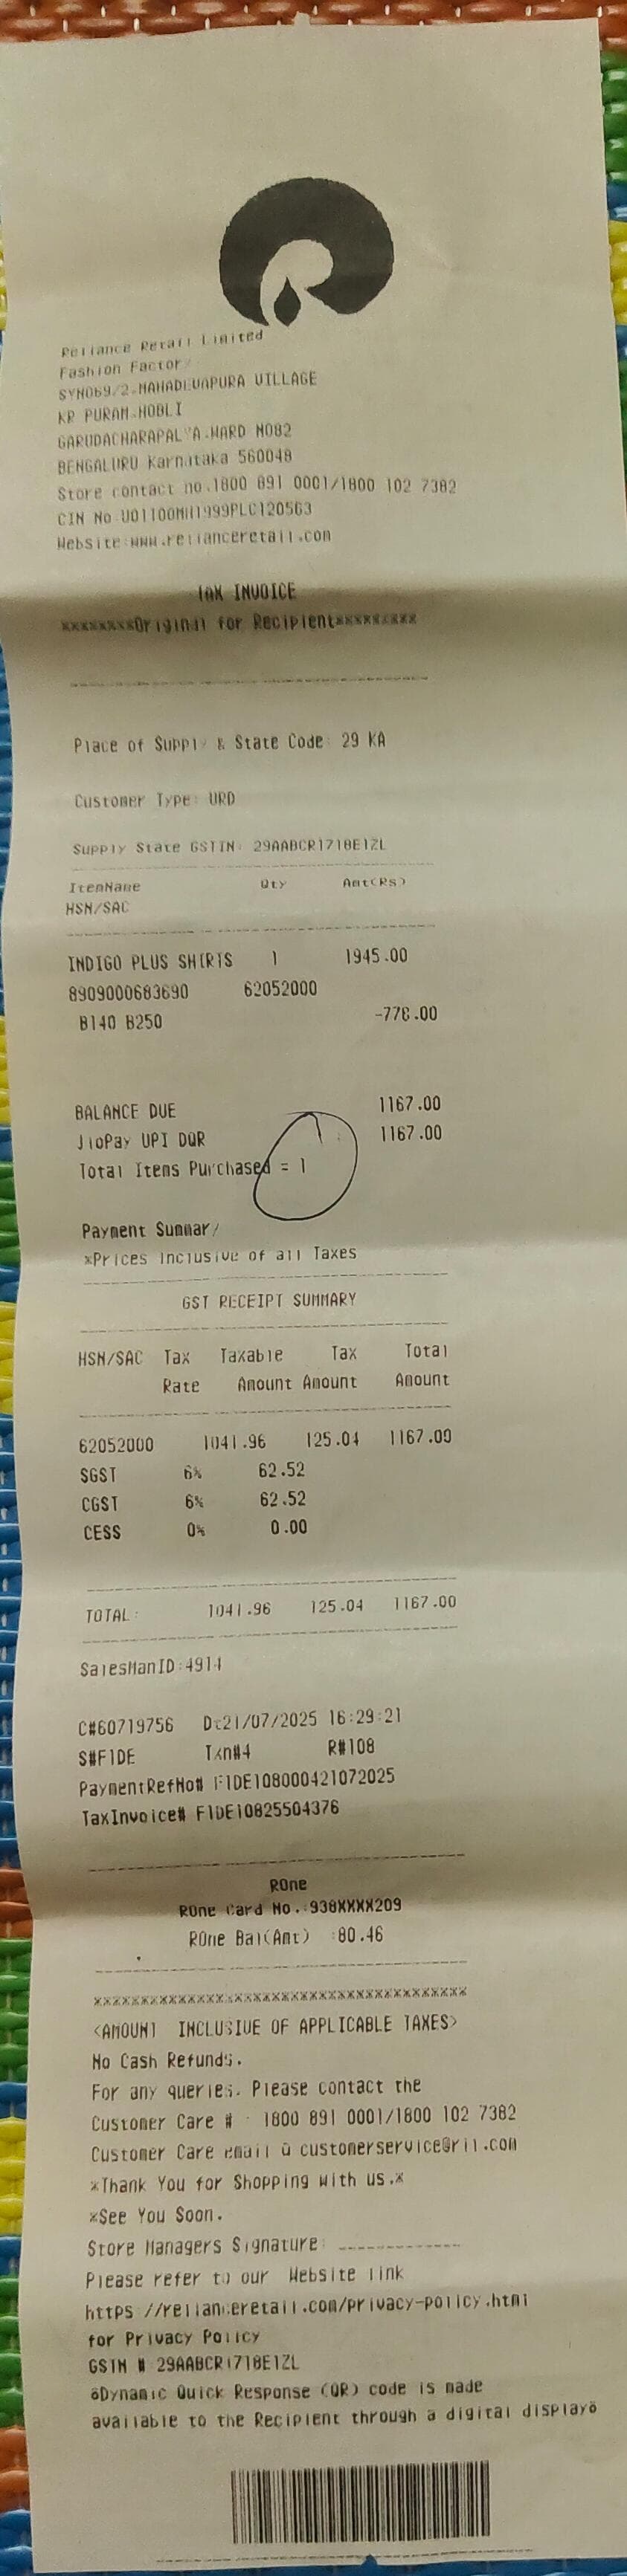 Reliance Retail Limited
Fashion Factory
SYNO69/2.MAHADEVAPURA VILLAGE
KR PURAM.HOBLI
GARUDACHARAPALYA.WARD NO82
BENGALURU Karnataka 560048
Store contact no.1800 891 0001/1800 102 7382
CIN No:U01100MH1999PLC120563
Website:www.relianceretail.com
TAX INVOICE
********Original for Recipient*********
Place of Supply & State Code: 29 KA
Customer Type: URD
Supply State GSTIN: 29AABCR1718E1ZL
ItemName Qty Amt(Rs)
HSN/SAC
INDIGO PLUS SHIRTS 1 1945.00
8909000683690 62052000
B140 B250 -778.00
BALANCE DUE 1167.00
JioPay UPI DQR 1167.00
Total Items Purchased = 1
Payment Summary
*Prices Inclusive of all Taxes
GST RECEIPT SUMMARY
HSN/SAC Tax Taxable Tax Total
Rate Amount Amount Amount
62052000 1041.96 125.04 1167.00
SGST 6% 62.52
CGST 6% 62.52
CESS 0% 0.00
TOTAL: 1041.96 125.04 1167.00
SalesManID:4914
C#60719756 Dt21/07/2025 16:29:21
S#F1DE Txn#4 R#108
PaymentRefNo# F1DE108000421072025
TaxInvoice# F1DE10825504376
ROne
ROne Card No.:938XXXX209
ROne Bal(Amt) :80.46
****************************************
<AMOUNT INCLUSIVE OF APPLICABLE TAXES>
No Cash Refunds.
For any queries. Please contact the
Customer Care # : 1800 891 0001/1800 102 7382
Customer Care email @ customerservice@ril.com
*Thank You for Shopping with us.*
*See You Soon.
Store Managers Signature: _____________
Please refer to our Website link
https://relianceretail.com/privacy-policy.html
for Privacy Policy
GSTN # 29AABCR1718E1ZL
öDynamic Quick Response (QR) code is made
available to the Recipient through a digital displayö